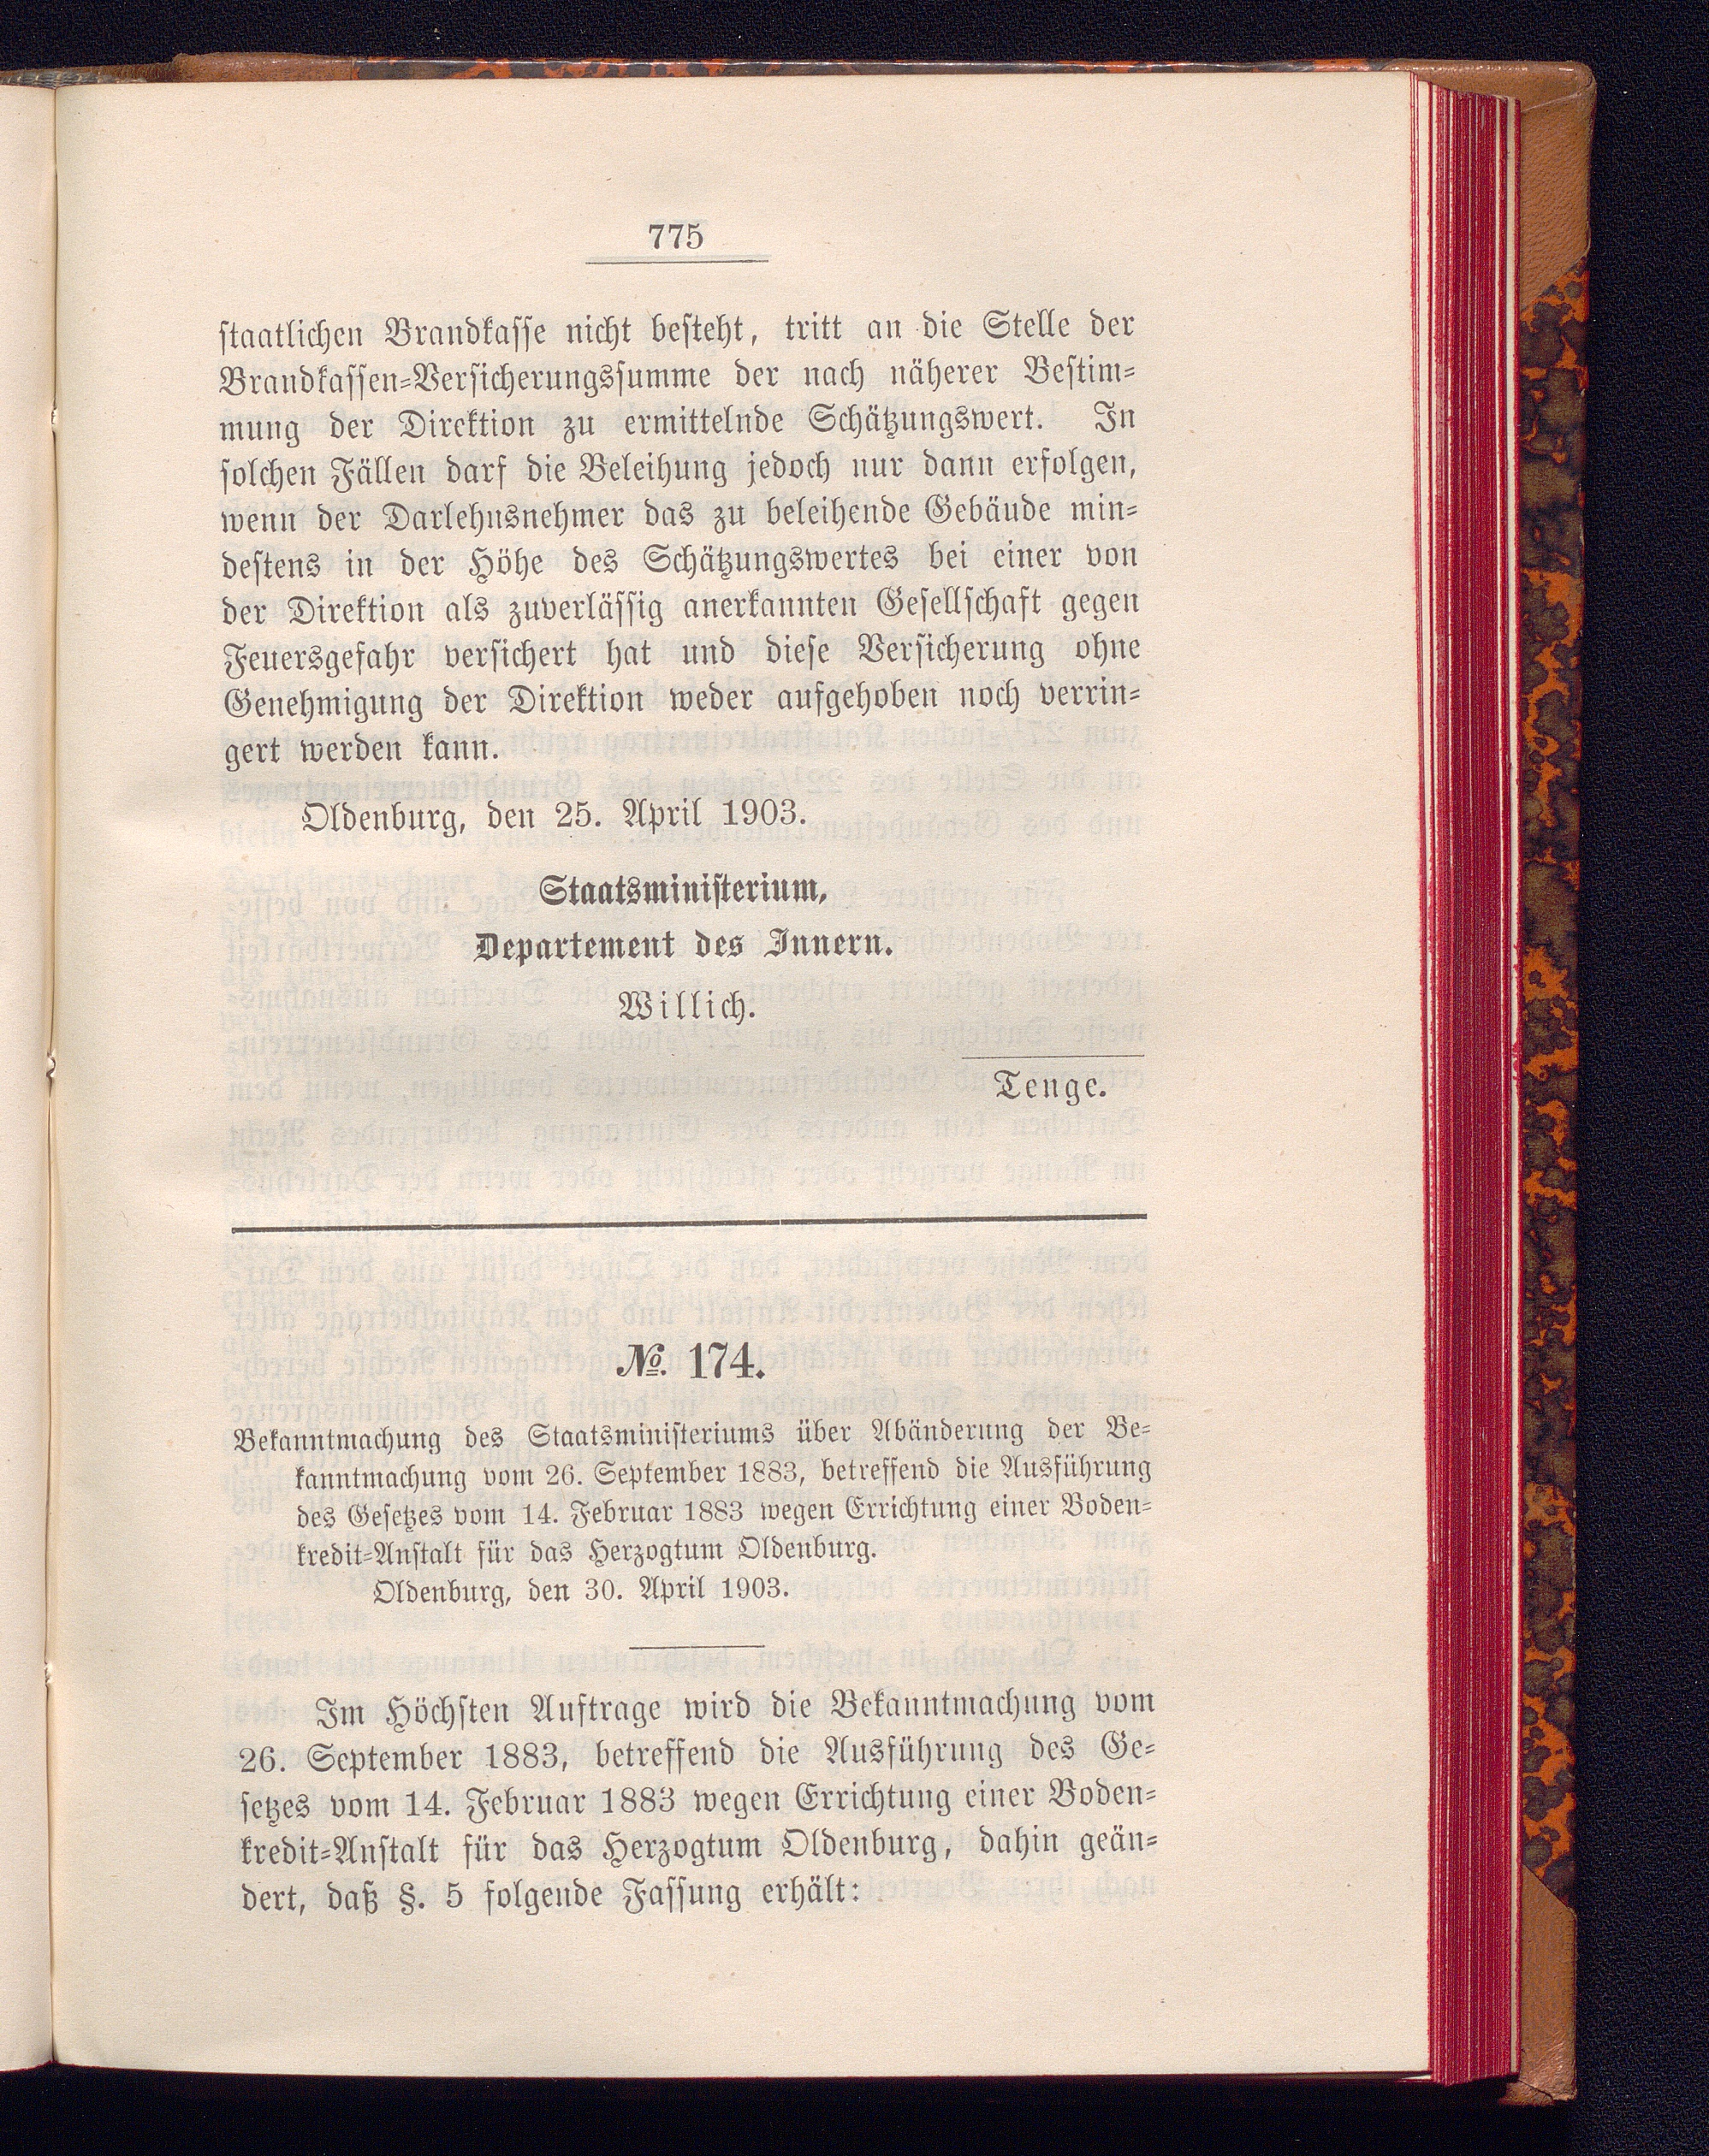 775
staatlichen Brandkasse nicht besteht, tritt an die Stelle der
Brandkassen-Versicherungssumme der nach näherer Bestim-
mung der Direktion zu ermittelnde Schätzungswert. In
solchen Fällen darf die Beleihung jedoch nur dann erfolgen,
wenn der Darlehnsnehmer das zu beleihende Gebäude min-
destens in der Höhe des Schätzungswertes bei einer von
der Direktion als zuverlässig anerkannten Gesellschaft gegen
Feuersgefahr versichert hat und diese Versicherung ohne
Genehmigung der Direktion weder aufgehoben noch verrin-
gert werden kann.
Oldenburg, den 25. April 1903.
Staatsministerium,
Departement des Innern.
Willich.
Tenge.
№. 174.
Bekanntmachung des Staatsministeriums über Abänderung der Be-
kanntmachung vom 26. September 1883, betreffend die Ausführung
des Gesetzes vom 14. Februar 1883 wegen Errichtung einer Boden-
kredit-Anstalt für das Herzogtum Oldenburg.
Oldenburg, den 30. April 1903.
Im Höchsten Auftrage wird die Bekanntmachung vom
26. September 1883, betreffend die Ausführung des Ge-
setzes vom 14. Februar 1883 wegen Errichtung einer Boden-
kredit-Anstalt für das Herzogtum Oldenburg, dahin geän-
dert, daß §. 5 folgende Fassung erhält: